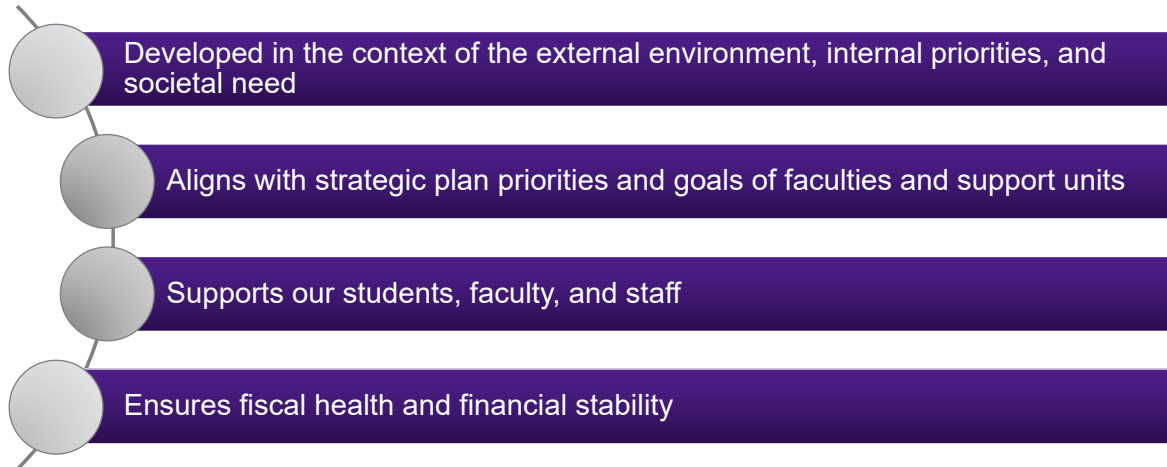 Developed in the context of the external environment, internal priorities, and
societal need
Aligns with strategic plan priorities and goals of faculties and support units
Supports our students, faculty, and staff
Ensures fiscal health and financial stability